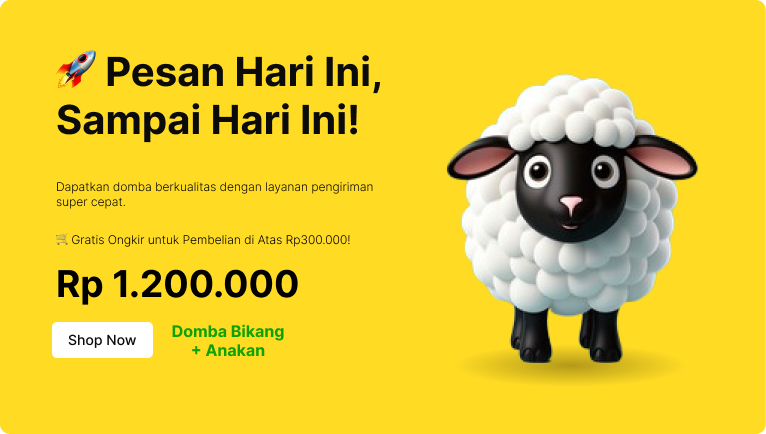 🚀 Pesan Hari Ini,
Sampai Hari Ini!
Dapatkan domba berkualitas dengan layanan pengiriman
super cepat.
🛒 Gratis Ongkir untuk Pembelian di Atas Rp300.000!
Rp 1.200.000
Shop Now
Domba Bikang
+ Anakan